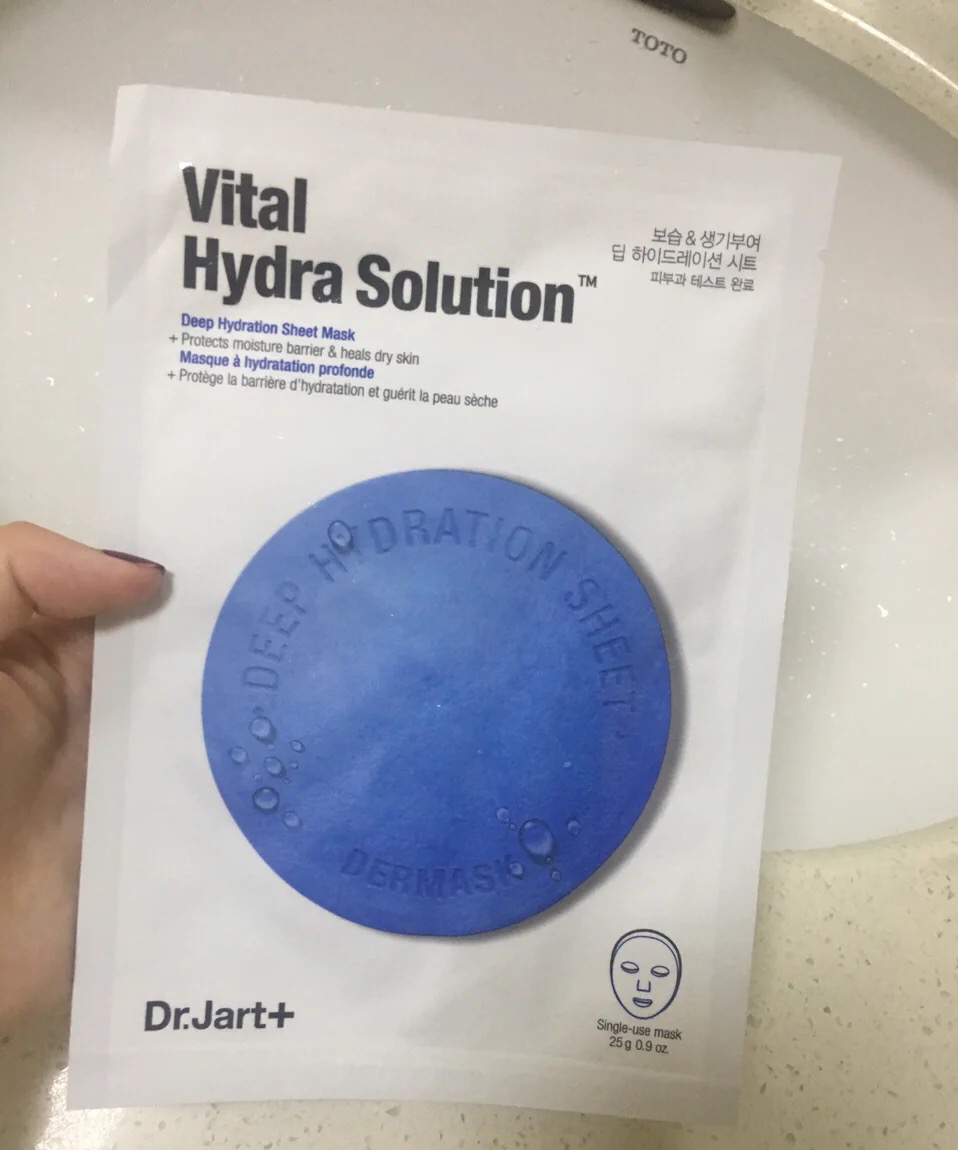 TOTO
Vital
Hydra Solution™
보습 & 생기부여
딥 하이드레이션 시트
피부과 테스트 완료
Deep Hydration Sheet Mask
+ Protects moisture barrier & heals dry skin
Masque à hydratation profonde
+ Protège la barrière d'hydratation et guérit la peau sèche
DEEP HYDRATION SHEET
DERMASK
Dr.Jart+
Single-use mask
25 g 0.9 oz.